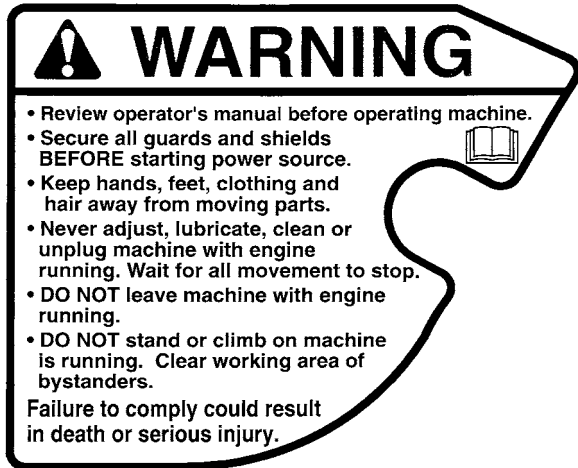 WARNING
• Review operator's manual before operating machine.
• Secure all guards and shields
BEFORE starting power source.
• Keep hands, feet, clothing and
hair away from moving parts.
• Never adjust, lubricate, clean or
unplug machine with engine
running. Wait for all movement to stop.
• DO NOT leave machine with engine
running.
• DO NOT stand or climb on machine
is running. Clear working area of
bystanders.
Failure to comply could result
in death or serious injury.